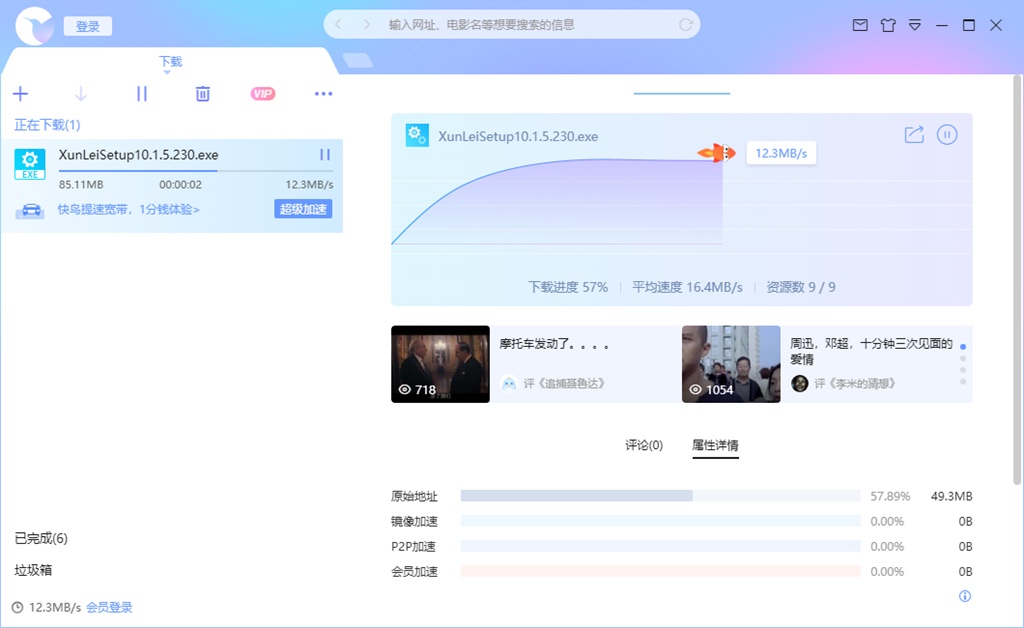 登录
输入网址、电影名等想要搜索的信息
下载
VIP
正在下载(1)
XunLeiSetup10.1.5.230.exe
EXE
85.11MB 00:00:02 12.3MB/s
快鸟提速宽带，1分钱体验>
超级加速
已完成(6)
垃圾箱
12.3MB/s 会员登录
XunLeiSetup10.1.5.230.exe
12.3MB/s
下载进度 57% 平均速度 16.4MB/s 资源数 9 / 9
摩托车发动了。。。。
718
评《追捕聂鲁达》
周迅，邓超，十分钟三次见面的
爱情
1054
评《李米的猜想》
评论(0) 属性详情
原始地址 57.89% 49.3MB
镜像加速 0.00% 0B
P2P加速 0.00% 0B
会员加速 0.00% 0B